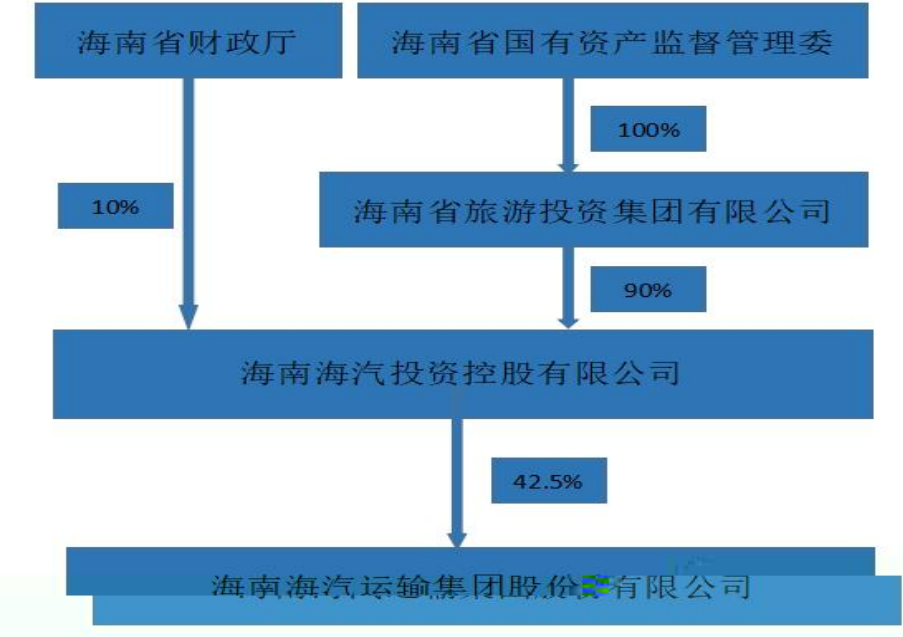 海南省财政厅
海南省国有资产监督管理委
100%
10%
海南省旅游投资集团有限公司
90%
海南海汽投资控股有限公司
42.5%
海南海汽运输集团股份有限公司